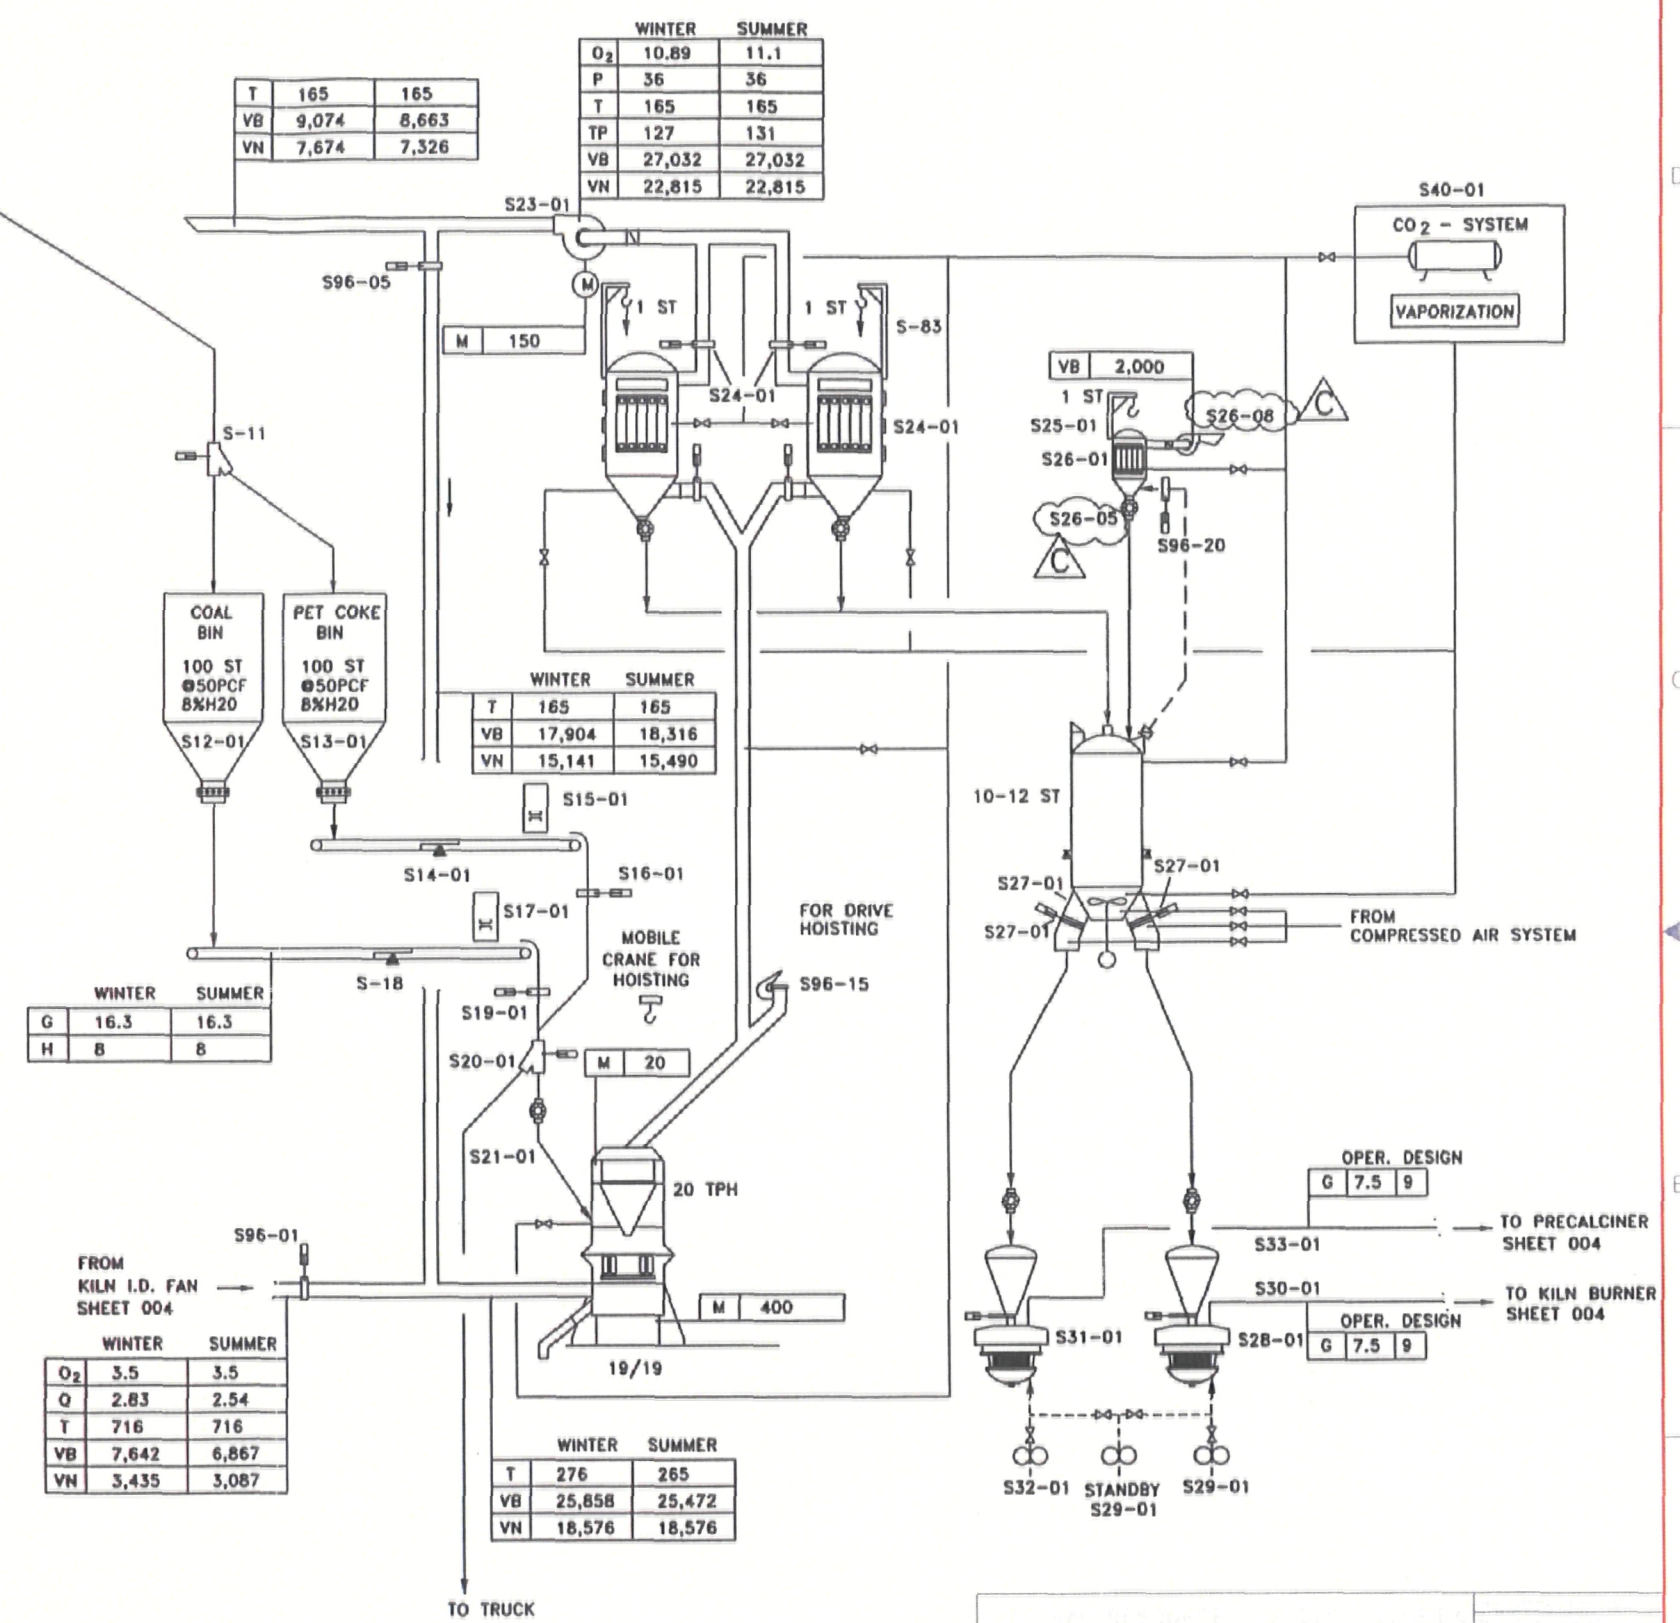 WINTER SUMMER
O2 10.89 11.1
P 36 36
T 165 165
TP 127 131
VB 27,032 27,032
VN 22,815 22,815
T 165 165
VB 9,074 8,663
VN 7,674 7,326
S23-01
S96-05
M
M 150
1 ST
1 ST
S-83
S24-01
S24-01
S40-01
CO2 - SYSTEM
VAPORIZATION
VB 2,000
1 ST
S25-01
S26-01
S26-08
C
S26-05
C
S96-20
S-11
COAL
BIN
100 ST
@50PCF
8%H20
S12-01
PET COKE
BIN
100 ST
@50PCF
8%H20
S13-01
WINTER SUMMER
T 165 165
VB 17,904 18,316
VN 15,141 15,490
S15-01
S14-01
S16-01
S17-01
S-18
S19-01
S20-01
S21-01
WINTER SUMMER
G 16.3 16.3
H 8 8
MOBILE
CRANE FOR
HOISTING
M 20
FOR DRIVE
HOISTING
S96-15
20 TPH
M 400
19/19
10-12 ST
S27-01
S27-01
S27-01
FROM
COMPRESSED AIR SYSTEM
S96-01
FROM
KILN I.D. FAN
SHEET 004
WINTER SUMMER
O2 3.5 3.5
Q 2.83 2.54
T 716 716
VB 7,642 6,867
VN 3,435 3,087
WINTER SUMMER
T 276 265
VB 25,858 25,472
VN 18,576 18,576
TO TRUCK
OPER. DESIGN
G 7.5 9
S33-01
TO PRECALCINER
SHEET 004
S30-01
TO KILN BURNER
SHEET 004
OPER. DESIGN
G 7.5 9
S31-01
S28-01
S32-01
STANDBY
S29-01
S29-01